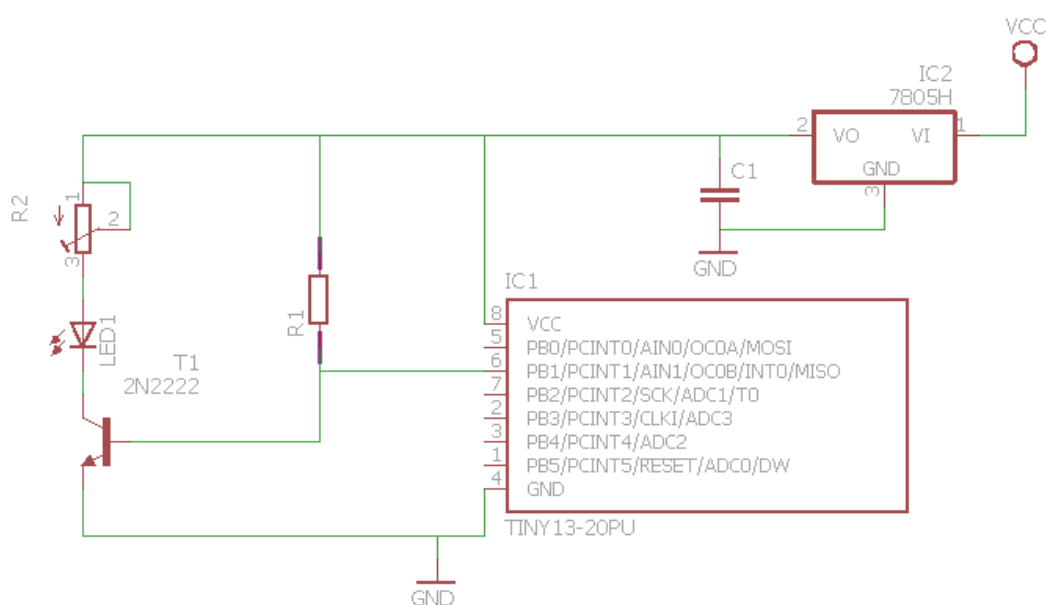 VCC
IC2
7805H
2
VO
VI
1
GND
3
C1
GND
R2
1
2
3
LED1
T1
2N2222
R1
IC1
8
VCC
5
PB0/PCINT0/AIN0/OC0A/MOSI
6
PB1/PCINT1/AIN1/OC0B/INT0/MISO
7
PB2/PCINT2/SCK/ADC1/T0
2
PB3/PCINT3/CLKI/ADC3
3
PB4/PCINT4/ADC2
1
PB5/PCINT5/RESET/ADC0/DW
4
GND
TINY13-20PU
GND